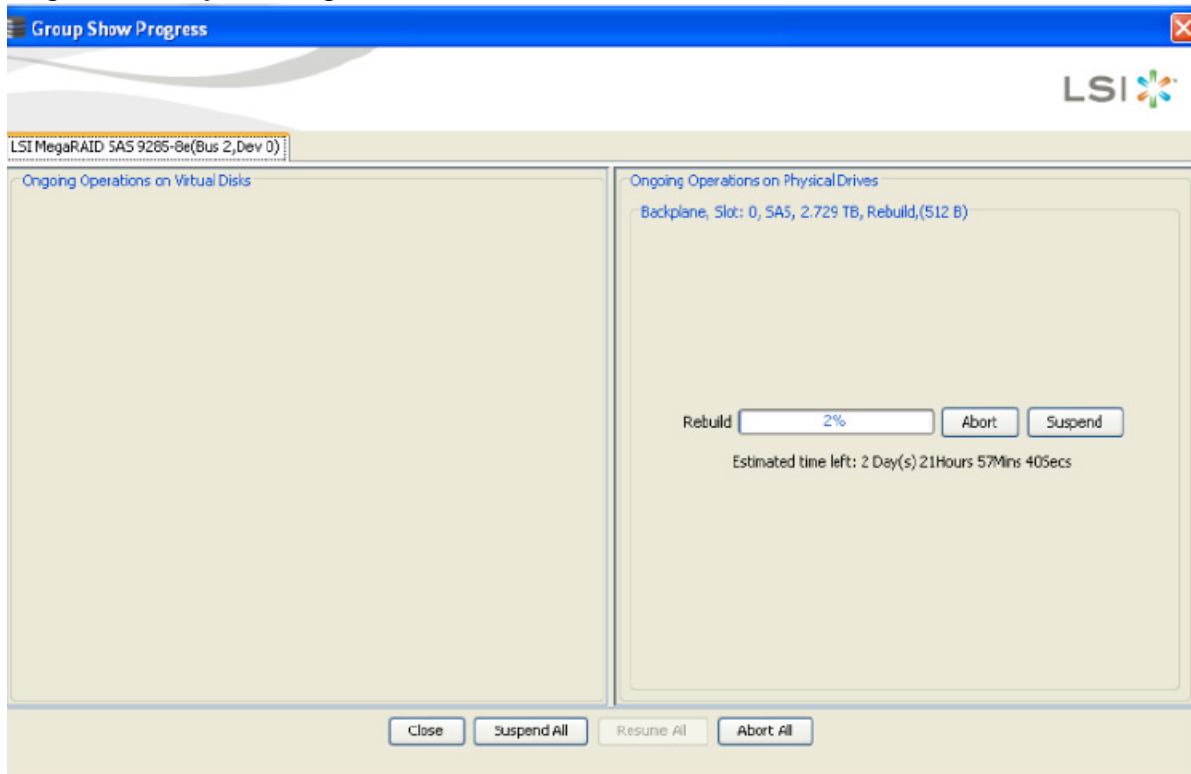 Group Show Progress
LSI
LSI MegaRAID SAS 9285-8e(Bus 2,Dev 0)
Ongoing Operations on Virtual Disks
Ongoing Operations on Physical Drives
Backplane, Slot: 0, SAS, 2.729 TB, Rebuild,(512 B)
Rebuild 2% Abort Suspend
Estimated time left: 2 Day(s) 21Hours 57Mins 40Secs
Close Suspend All Resume All Abort All